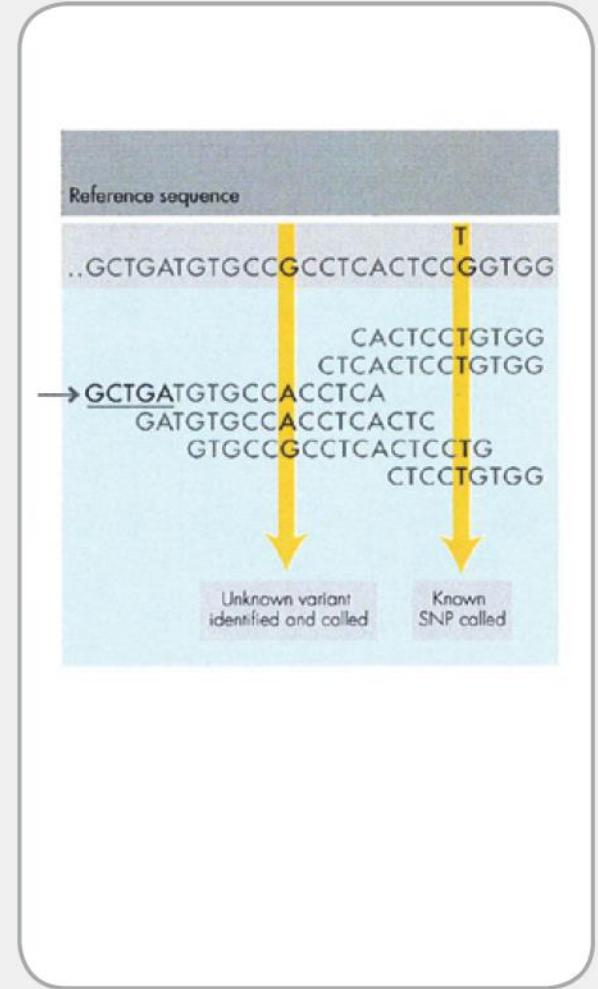 Reference sequence
T
..GCTGATGTGCCGCCTCACTCCGGTGG
CACTCCTGTGG
CTCACTCCTGTGG
→GCTGATGTGCCACCTCA
GATGTGCCACCTCACTC
GTGCCGCCTCACTCCTG
CTCCTGTGG
Unknown variant
identified and called
Known
SNP called